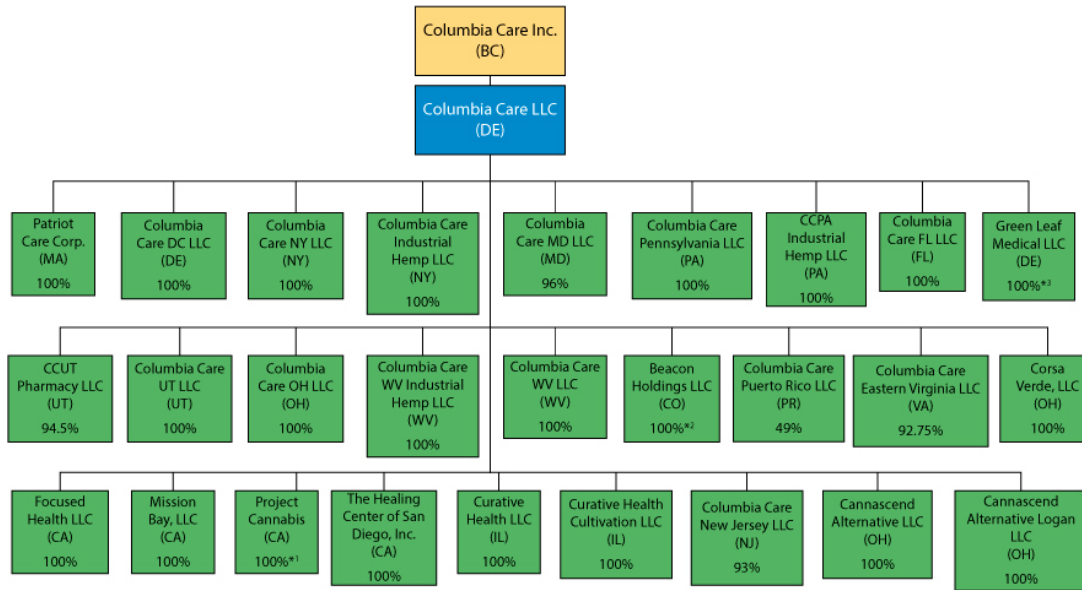 Columbia Care Inc.
(BC)
Columbia Care LLC
(DE)
Patriot
Care Corp.
(MA)
100%
Columbia
Care DC LLC
(DE)
100%
Columbia
Care NY LLC
(NY)
100%
Columbia Care
Industrial
Hemp LLC
(NY)
100%
Columbia
Care MD LLC
(MD)
96%
Columbia Care
Pennsylvania LLC
(PA)
100%
CCPA
Industrial
Hemp LLC
(PA)
100%
Columbia
Care FL LLC
(FL)
100%
Green Leaf
Medical LLC
(DE)
100%*³
CCUT
Pharmacy LLC
(UT)
94.5%
Columbia Care
UT LLC
(UT)
100%
Columbia
Care OH LLC
(OH)
100%
Columbia Care
WV Industrial
Hemp LLC
(WV)
100%
Columbia Care
WV LLC
(WV)
100%
Beacon
Holdings LLC
(CO)
100%*²
Columbia Care
Puerto Rico LLC
(PR)
49%
Columbia Care
Eastern Virginia LLC
(VA)
92.75%
Corsa
Verde, LLC
(OH)
100%
Focused
Health LLC
(CA)
100%
Mission
Bay, LLC
(CA)
100%
Project
Cannabis
(CA)
100%*¹
The Healing
Center of San
Diego, Inc.
(CA)
100%
Curative
Health LLC
(IL)
100%
Curative Health
Cultivation LLC
(IL)
100%
Columbia Care
New Jersey LLC
(NJ)
93%
Cannascend
Alternative LLC
(OH)
100%
Cannascend
Alternative Logan
LLC
(OH)
100%